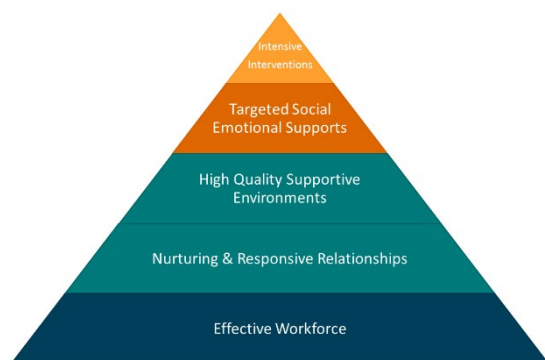 Intensive
Interventions
Targeted Social
Emotional Supports
High Quality Supportive
Environments
Nurturing & Responsive Relationships
Effective Workforce